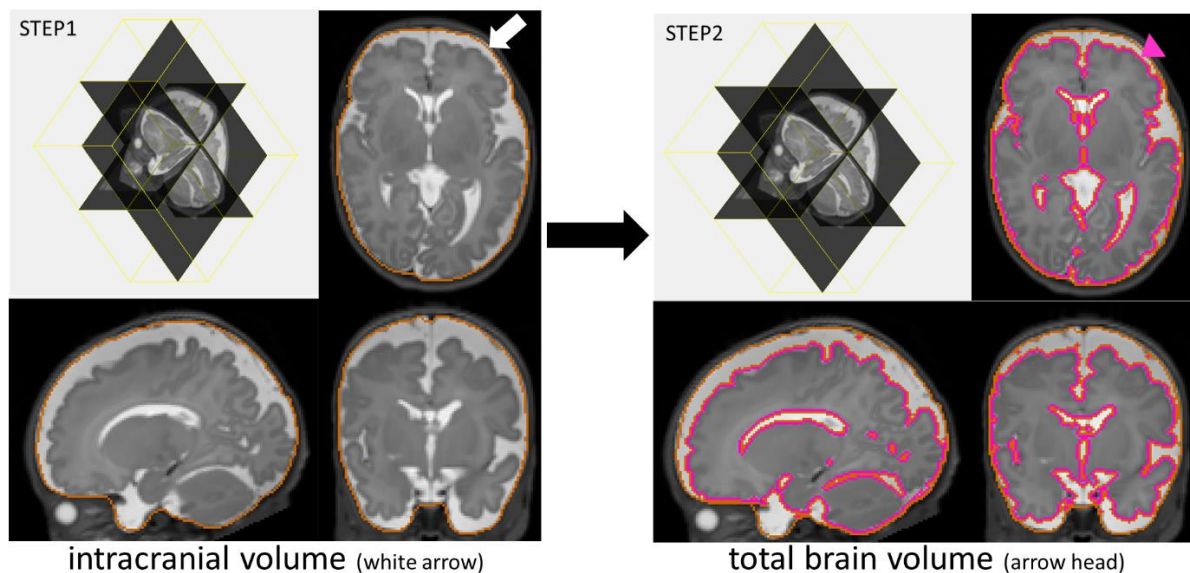 STEP1
STEP2
intracranial volume (white arrow)
total brain volume (arrow head)